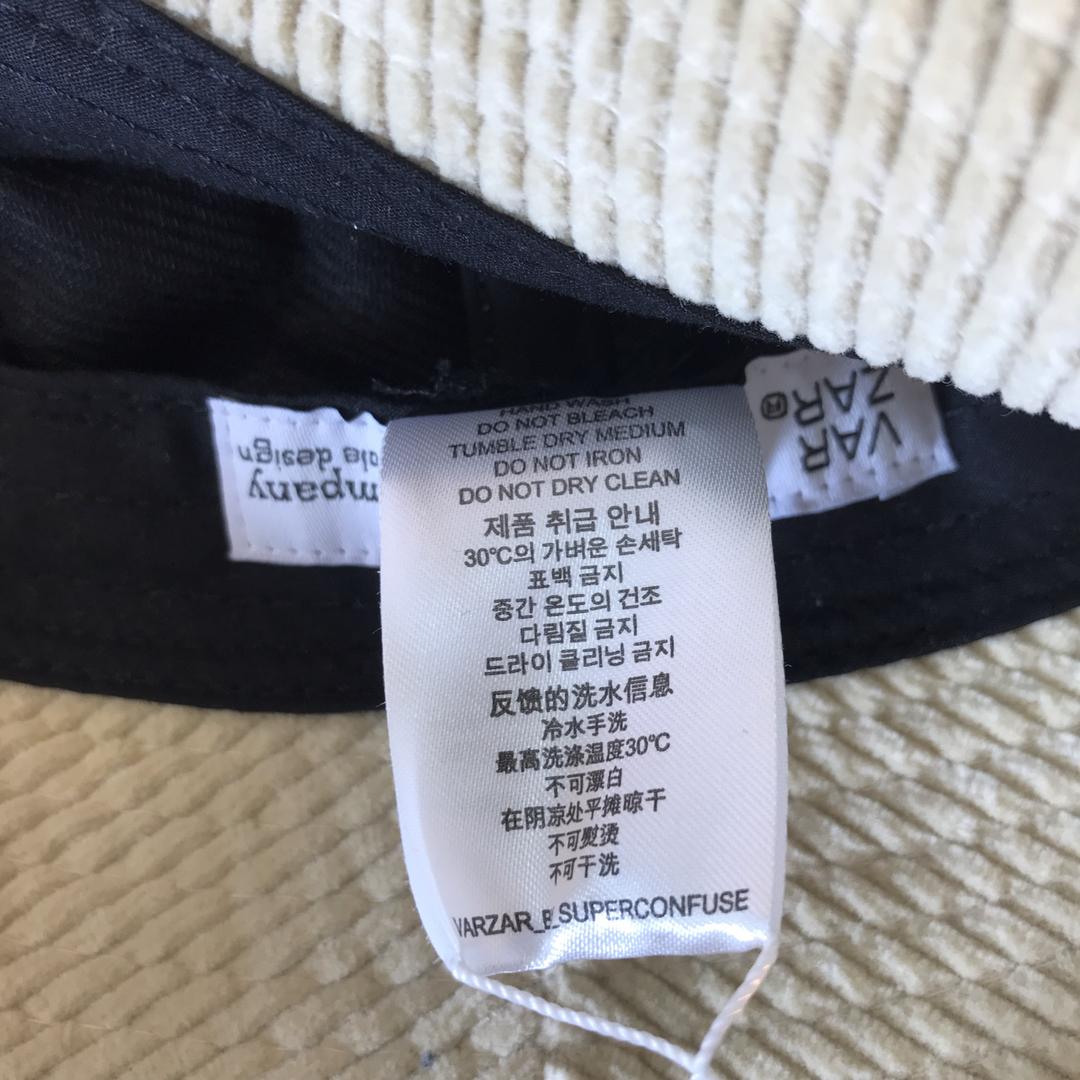 HAND WASH
DO NOT BLEACH
TUMBLE DRY MEDIUM
DO NOT IRON
DO NOT DRY CLEAN
제품 취급 안내
30℃의 가벼운 손세탁
표백 금지
중간 온도의 건조
다림질 금지
드라이 클리닝 금지
反馈的洗水信息
冷水手洗
最高洗涤温度30℃
不可漂白
在阴凉处平摊晾干
不可熨烫
不可干洗
VARZAR_B_SUPERCONFUSE
VAR
ZAR®
mpany
ole design